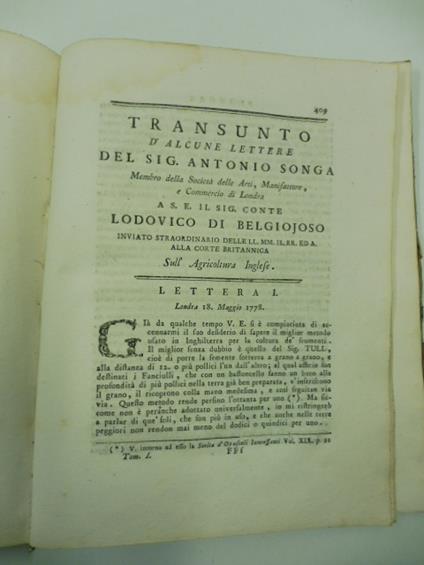 409
TRANSUNTO
D'ALCUNE LETTERE
DEL SIG. ANTONIO SONGA
Membro della Società delle Arti, Manifatture,
e Commercio di Londra
A S. E. IL SIG. CONTE
LODOVICO DI BELGIOJOSO
INVIATO STRAORDINARIO DELLE LL. MM. II. RR. ED A.
ALLA CORTE BRITANNICA
Sull' Agricoltura Inglese.
LETTERA I.
Londra 18. Maggio 1778.
Già da qualche tempo V. E. si è compiaciuta di ac-
cennarmi il suo desiderio di sapere il miglior metodo
usato in Inghilterra per la coltura de' frumenti.
Il miglior senza dubbio è quello del Sig. TULL,
cioè di porre la semente sotterra a grano a grano, e
alla distanza di 12. o più pollici l'un dall'altro; al qual officio son
destinati i Fanciulli, che con un bastoncello fanno un buco alla
profondità di più pollici nella terra già ben preparata, v'inseriscono
il grano, il ricoprono colla mano medesima, e così seguitan via
via. Questo metodo rende persino l'ottanta per uno (*). Ma sic-
come non è peranche adottato universalmente, in mi restringerò
a parlar di que' soli, che son più in uso, e che anche nelle terre
peggiori non rendon mai meno del dodici o quindici per uno.
(*) V. intorno ad esso la Scelta d'Opuscoli Interessanti Vol. XIX. p. 21
Tom. I. Fff